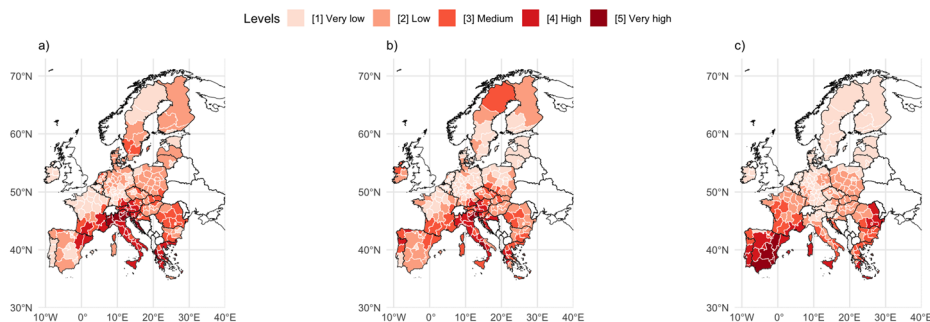 Levels [1] Very low [2] Low [3] Medium [4] High [5] Very high
a) b) c)
70°N 70°N 70°N
60°N 60°N 60°N
50°N 50°N 50°N
40°N 40°N 40°N
30°N 30°N 30°N
10°W 0° 10°E 20°E 30°E 40°E 10°W 0° 10°E 20°E 30°E 40°E 10°W 0° 10°E 20°E 30°E 40°E